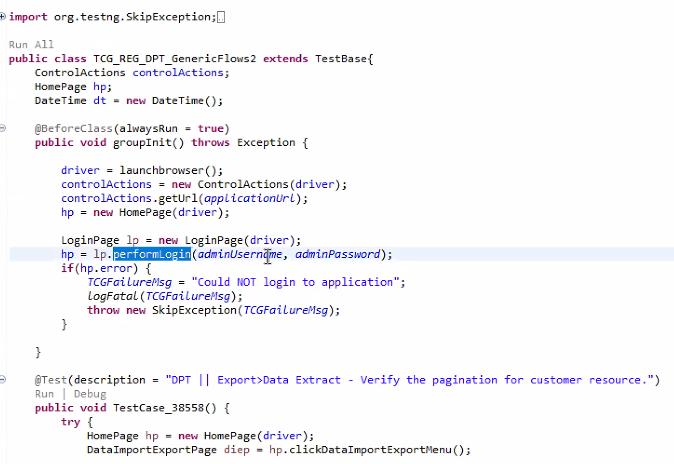 import org.testng.SkipException;
Run All
public class TCG_REG_DPT_GenericFlows2 extends TestBase{
ControlActions controlActions;
HomePage hp;
DateTime dt = new DateTime();
@BeforeClass(alwaysRun = true)
public void groupInit() throws Exception {
driver = launchbrowser();
controlActions = new ControlActions(driver);
controlActions.getUrl(applicationUrl);
hp = new HomePage(driver);
LoginPage lp = new LoginPage(driver);
hp = lp.performLogin(adminUsername, adminPassword);
if(hp.error) {
TCGFailureMsg = "Could NOT login to application";
logFatal(TCGFailureMsg);
throw new SkipException(TCGFailureMsg);
}
}
@Test(description = "DPT || Export>Data Extract - Verify the pagination for customer resource.")
Run | Debug
public void TestCase_38558() {
try {
HomePage hp = new HomePage(driver);
DataImportExportPage diep = hp.clickDataImportExportMenu();